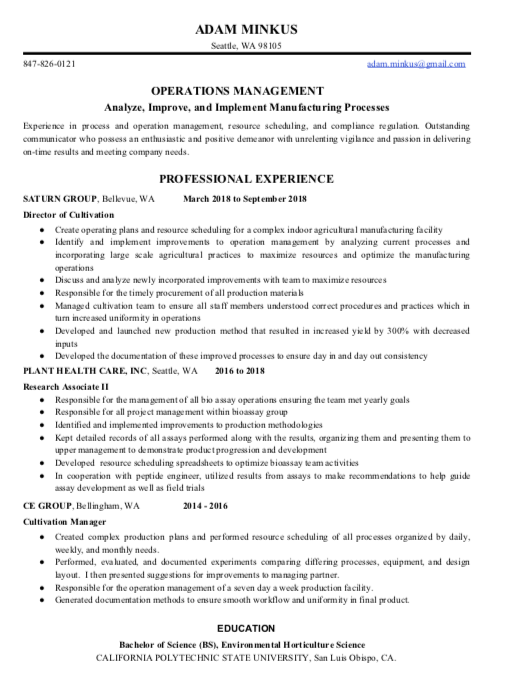 ADAM MINKUS
Seattle, WA 98105
847-826-0121 adam.minkus@gmail.com
OPERATIONS MANAGEMENT
Analyze, Improve, and Implement Manufacturing Processes
Experience in process and operation management, resource scheduling, and compliance regulation. Outstanding
communicator who possess an enthusiastic and positive demeanor with unrelenting vigilance and passion in delivering
on-time results and meeting company needs.
PROFESSIONAL EXPERIENCE
SATURN GROUP, Bellevue, WA March 2018 to September 2018
Director of Cultivation
● Create operating plans and resource scheduling for a complex indoor agricultural manufacturing facility
● Identify and implement improvements to operation management by analyzing current processes and
incorporating large scale agricultural practices to maximize resources and optimize the manufacturing
operations
● Discuss and analyze newly incorporated improvements with team to maximize resources
● Responsible for the timely procurement of all production materials
● Managed cultivation team to ensure all staff members understood correct procedures and practices which in
turn increased uniformity in operations
● Developed and launched new production method that resulted in increased yield by 300% with decreased
inputs
● Developed the documentation of these improved processes to ensure day in and day out consistency
PLANT HEALTH CARE, INC, Seattle, WA 2016 to 2018
Research Associate II
● Responsible for the management of all bio assay operations ensuring the team met yearly goals
● Responsible for all project management within bioassay group
● Identified and implemented improvements to production methodologies
● Kept detailed records of all assays performed along with the results, organizing them and presenting them to
upper management to demonstrate product progression and development
● Developed resource scheduling spreadsheets to optimize bioassay team activities
● In cooperation with peptide engineer, utilized results from assays to make recommendations to help guide
assay development as well as field trials
CE GROUP, Bellingham, WA 2014 - 2016
Cultivation Manager
● Created complex production plans and performed resource scheduling of all processes organized by daily,
weekly, and monthly needs.
● Performed, evaluated, and documented experiments comparing differing processes, equipment, and design
layout. I then presented suggestions for improvements to managing partner.
● Responsible for the operation management of a seven day a week production facility.
● Generated documentation methods to ensure smooth workflow and uniformity in final product.
EDUCATION
Bachelor of Science (BS), Environmental Horticulture Science
CALIFORNIA POLYTECHNIC STATE UNIVERSITY, San Luis Obispo, CA.